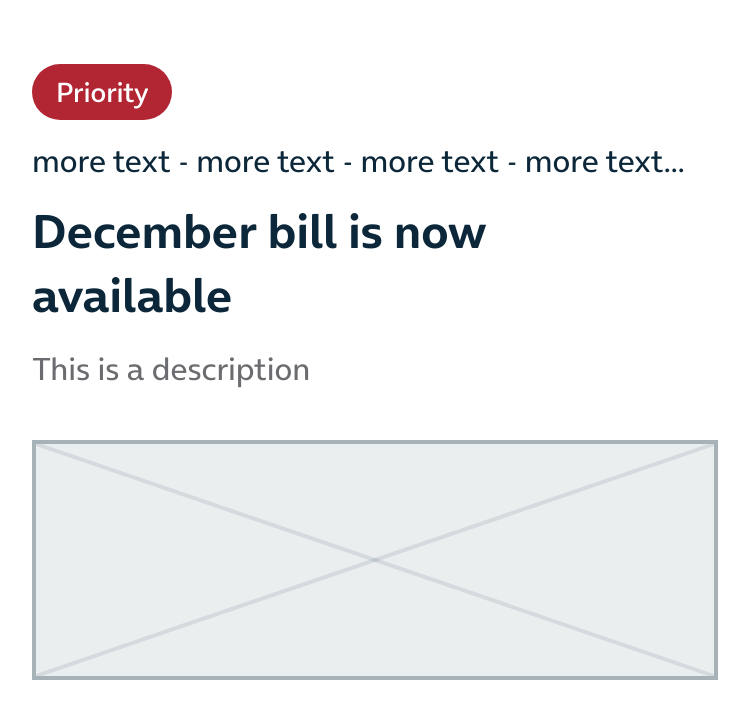 Priority
more text - more text - more text - more text...
December bill is now
available
This is a description